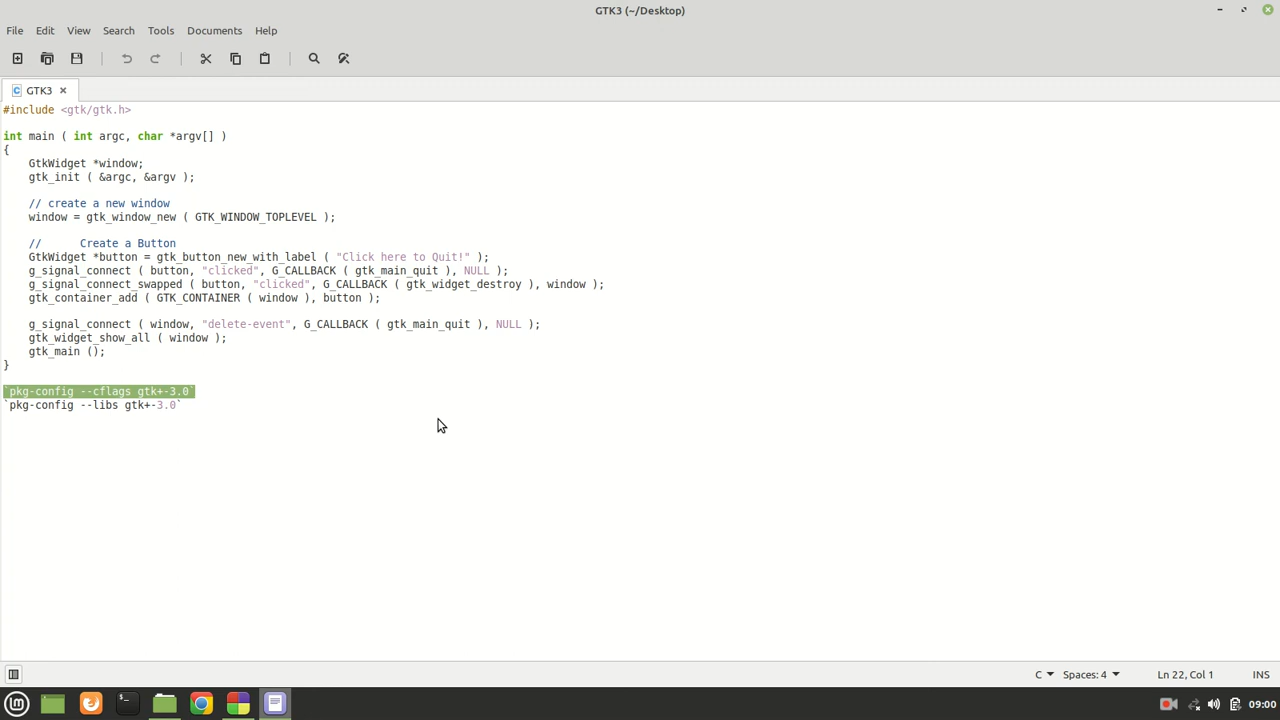 GTK3 (~/Desktop)
File Edit View Search Tools Documents Help
GTK3
#include <gtk/gtk.h>
int main ( int argc, char *argv[] )
{
GtkWidget *window;
gtk_init ( &argc, &argv );
// create a new window
window = gtk_window_new ( GTK_WINDOW_TOPLEVEL );
// Create a Button
GtkWidget *button = gtk_button_new_with_label ( "Click here to Quit!" );
g_signal_connect ( button, "clicked", G_CALLBACK ( gtk_main_quit ), NULL );
g_signal_connect_swapped ( button, "clicked", G_CALLBACK ( gtk_widget_destroy ), window );
gtk_container_add ( GTK_CONTAINER ( window ), button );
g_signal_connect ( window, "delete-event", G_CALLBACK ( gtk_main_quit ), NULL );
gtk_widget_show_all ( window );
gtk_main ();
}
`pkg-config --cflags gtk+-3.0`
`pkg-config --libs gtk+-3.0`
C Spaces: 4 Ln 22, Col 1 INS
09:00